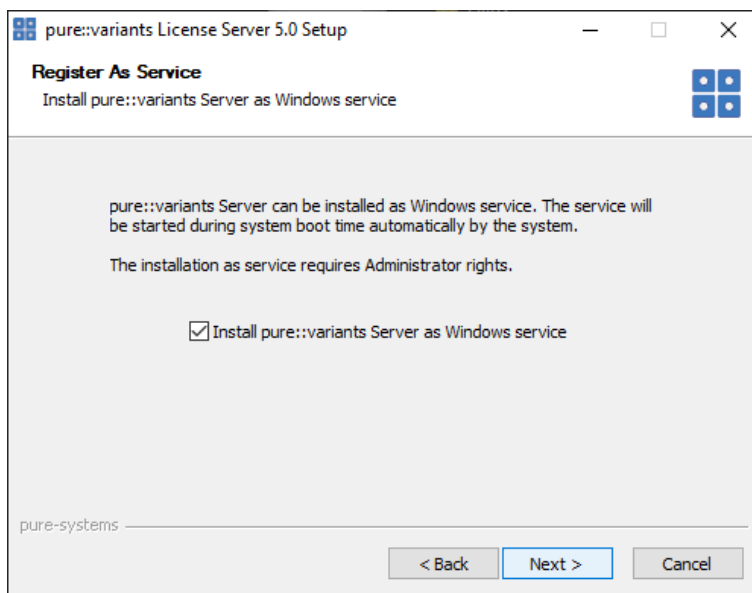 pure::variants License Server 5.0 Setup
Register As Service
Install pure::variants Server as Windows service
pure::variants Server can be installed as Windows service. The service will
be started during system boot time automatically by the system.
The installation as service requires Administrator rights.
Install pure::variants Server as Windows service
pure-systems
< Back
Next >
Cancel